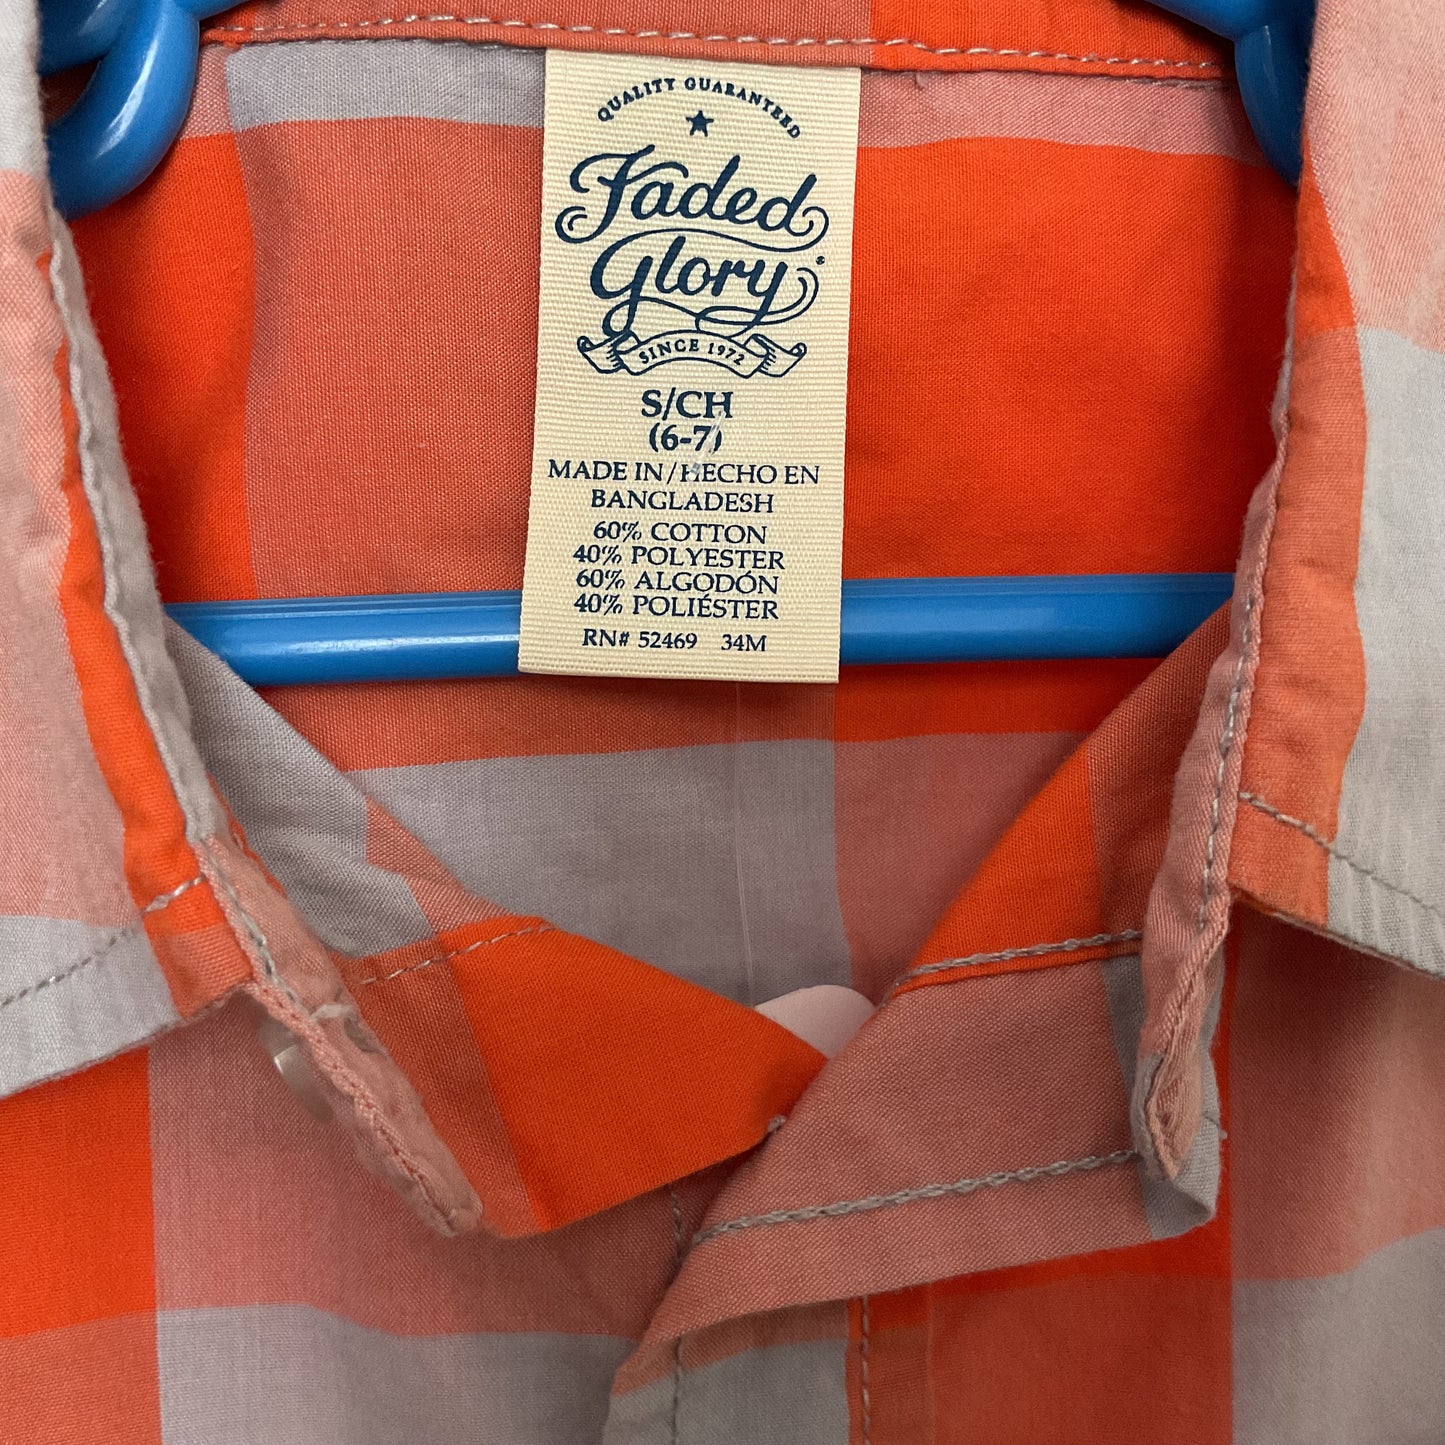 QUALITY GUARANTEED
Faded
Glory
SINCE 1972
S/CH
(6-7)
MADE IN/HECHO EN
BANGLADESH
60% COTTON
40% POLYESTER
60% ALGODÓN
40% POLIÉSTER
RN# 52469 34M